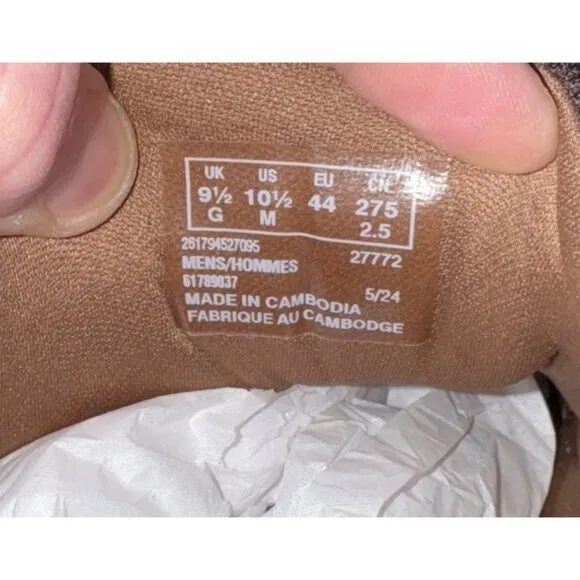 UK US EU CN
9½ 10½ 44 275
G M 2.5
261794527095
MENS/HOMMES 27772
61789037
5/24
MADE IN CAMBODIA
FABRIQUE AU CAMBODGE